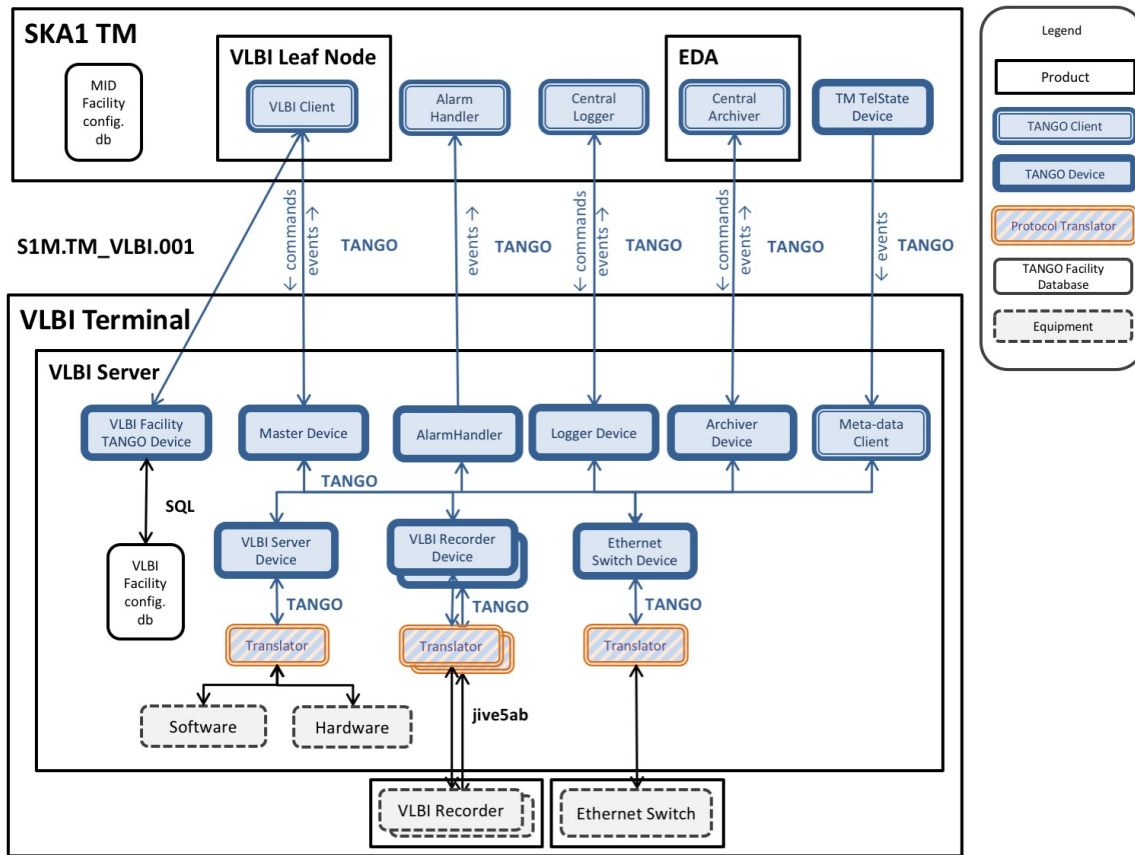 SKA1 TM
MID
Facility
config.
db
VLBI Leaf Node
VLBI Client
Alarm
Handler
Central
Logger
EDA
Central
Archiver
TM TelState
Device
Legend
Product
TANGO Client
TANGO Device
Protocol Translator
TANGO Facility
Database
Equipment
S1M.TM_VLBI.001
← commands
events →
TANGO
events →
TANGO
← commands
events →
TANGO
← commands
events →
TANGO
← events
TANGO
VLBI Terminal
VLBI Server
VLBI Facility
TANGO Device
Master Device
AlarmHandler
Logger Device
Archiver
Device
Meta-data
Client
SQL
TANGO
VLBI
Facility
config.
db
VLBI Server
Device
VLBI Recorder
Device
Ethernet
Switch Device
TANGO
TANGO
TANGO
Translator
Translator
Translator
Software
Hardware
jive5ab
VLBI Recorder
Ethernet Switch